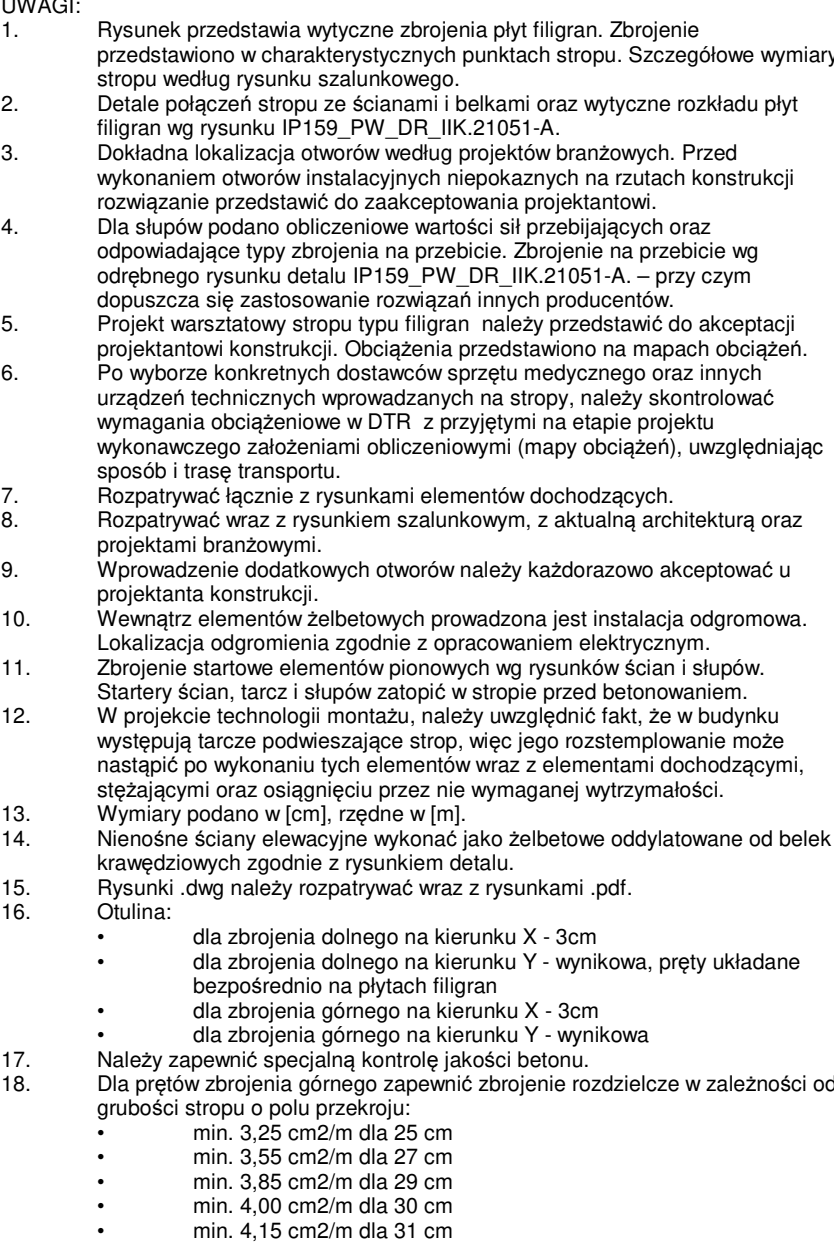 UWAGI:
1. Rysunek przedstawia wytyczne zbrojenia płyt filigran. Zbrojenie
przedstawiono w charakterystycznych punktach stropu. Szczegółowe wymiary
stropu według rysunku szalunkowego.
2. Detale połączeń stropu ze ścianami i belkami oraz wytyczne rozkładu płyt
filigran wg rysunku IP159_PW_DR_IIK.21051-A.
3. Dokładna lokalizacja otworów według projektów branżowych. Przed
wykonaniem otworów instalacyjnych niepokaznych na rzutach konstrukcji
rozwiązanie przedstawić do zaakceptowania projektantowi.
4. Dla słupów podano obliczeniowe wartości sił przebijających oraz
odpowiadające typy zbrojenia na przebicie. Zbrojenie na przebicie wg
odrębnego rysunku detalu IP159_PW_DR_IIK.21051-A. – przy czym
dopuszcza się zastosowanie rozwiązań innych producentów.
5. Projekt warsztatowy stropu typu filigran należy przedstawić do akceptacji
projektantowi konstrukcji. Obciążenia przedstawiono na mapach obciążeń.
6. Po wyborze konkretnych dostawców sprzętu medycznego oraz innych
urządzeń technicznych wprowadzanych na stropy, należy skontrolować
wymagania obciążeniowe w DTR z przyjętymi na etapie projektu
wykonawczego założeniami obliczeniowymi (mapy obciążeń), uwzględniając
sposób i trasę transportu.
7. Rozpatrywać łącznie z rysunkami elementów dochodzących.
8. Rozpatrywać wraz z rysunkiem szalunkowym, z aktualną architekturą oraz
projektami branżowymi.
9. Wprowadzenie dodatkowych otworów należy każdorazowo akceptować u
projektanta konstrukcji.
10. Wewnątrz elementów żelbetowych prowadzona jest instalacja odgromowa.
Lokalizacja odgromienia zgodnie z opracowaniem elektrycznym.
11. Zbrojenie startowe elementów pionowych wg rysunków ścian i słupów.
Startery ścian, tarcz i słupów zatopić w stropie przed betonowaniem.
12. W projekcie technologii montażu, należy uwzględnić fakt, że w budynku
występują tarcze podwieszające strop, więc jego rozstemplowanie może
nastąpić po wykonaniu tych elementów wraz z elementami dochodzącymi,
stężającymi oraz osiągnięciu przez nie wymaganej wytrzymałości.
13. Wymiary podano w [cm], rzędne w [m].
14. Nienośne ściany elewacyjne wykonać jako żelbetowe oddylatowane od belek
krawędziowych zgodnie z rysunkiem detalu.
15. Rysunki .dwg należy rozpatrywać wraz z rysunkami .pdf.
16. Otulina:
• dla zbrojenia dolnego na kierunku X - 3cm
• dla zbrojenia dolnego na kierunku Y - wynikowa, pręty układane
bezpośrednio na płytach filigran
• dla zbrojenia górnego na kierunku X - 3cm
• dla zbrojenia górnego na kierunku Y - wynikowa
17. Należy zapewnić specjalną kontrolę jakości betonu.
18. Dla prętów zbrojenia górnego zapewnić zbrojenie rozdzielcze w zależności od
grubości stropu o polu przekroju:
• min. 3,25 cm2/m dla 25 cm
• min. 3,55 cm2/m dla 27 cm
• min. 3,85 cm2/m dla 29 cm
• min. 4,00 cm2/m dla 30 cm
• min. 4,15 cm2/m dla 31 cm